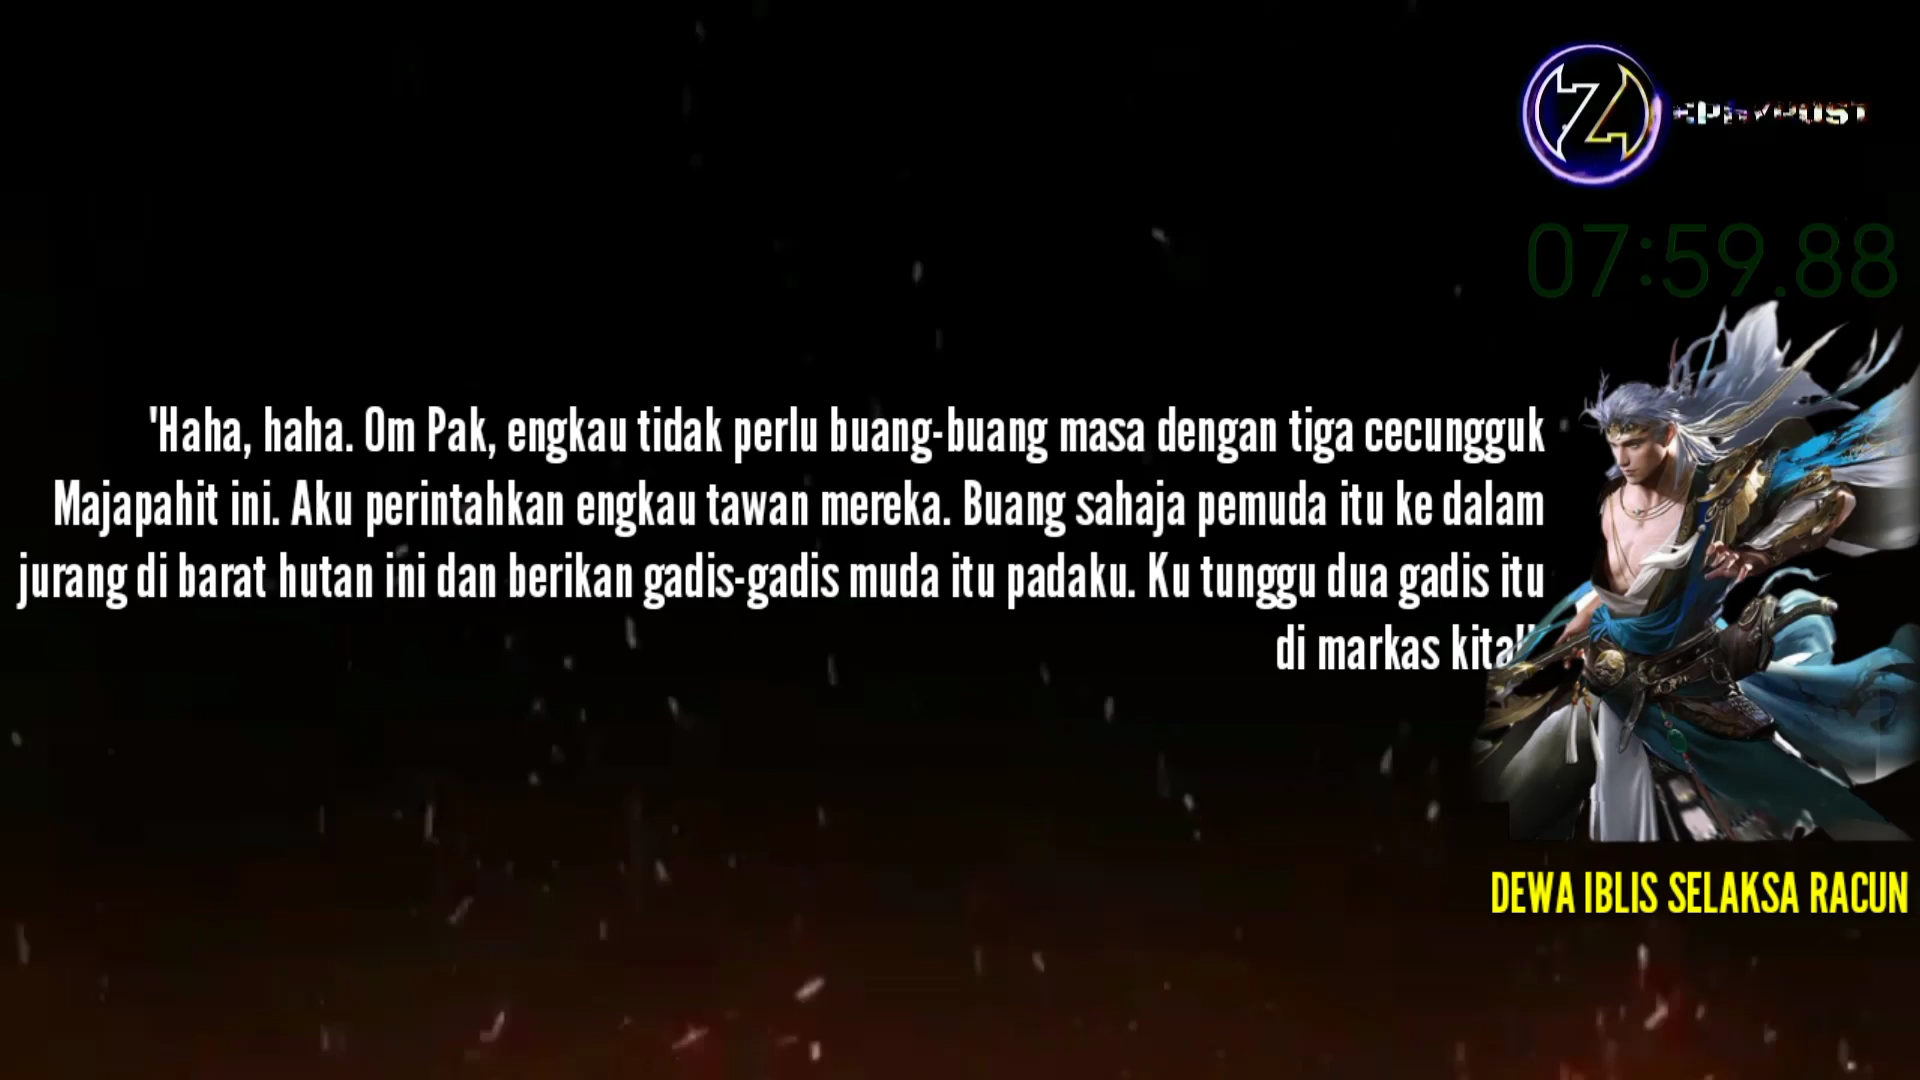 Z
07:59.88
"Haha, haha. Om Pak, engkau tidak perlu buang-buang masa dengan tiga cecungguk
Majapahit ini. Aku perintahkan engkau tawan mereka. Buang sahaja pemuda itu ke dalam
jurang di barat hutan ini dan berikan gadis-gadis muda itu padaku. Ku tunggu dua gadis itu
di markas kita!"
DEWA IBLIS SELAKSA RACUN